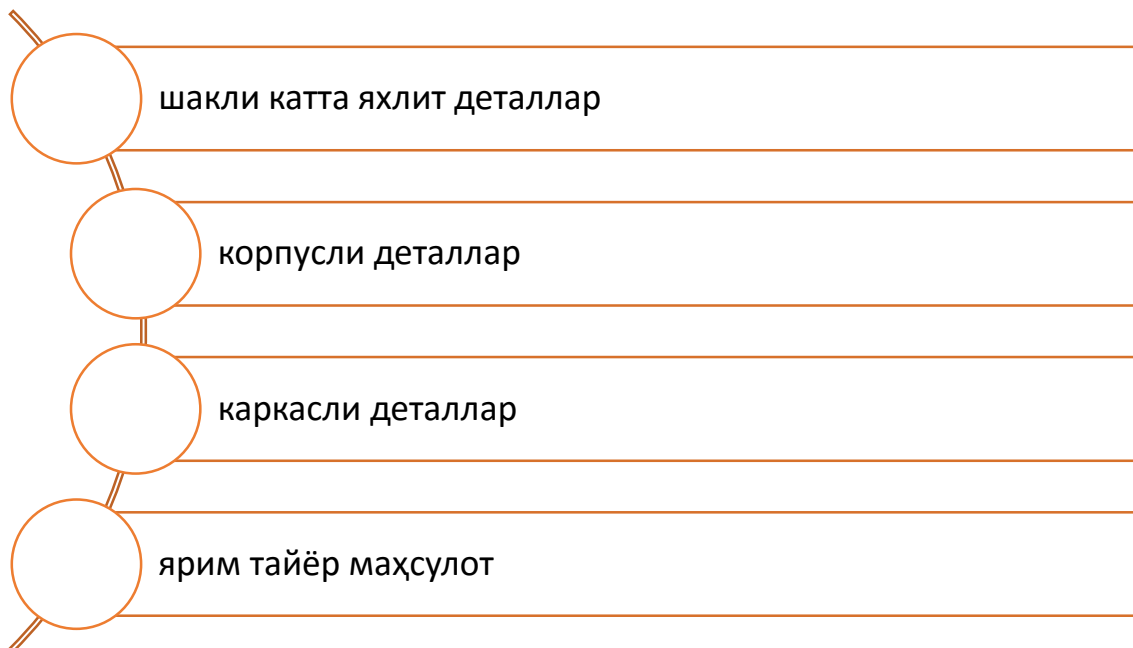 шакли катта яхлит деталлар
корпусли деталлар
каркасли деталлар
ярим тайёр маҳсулот